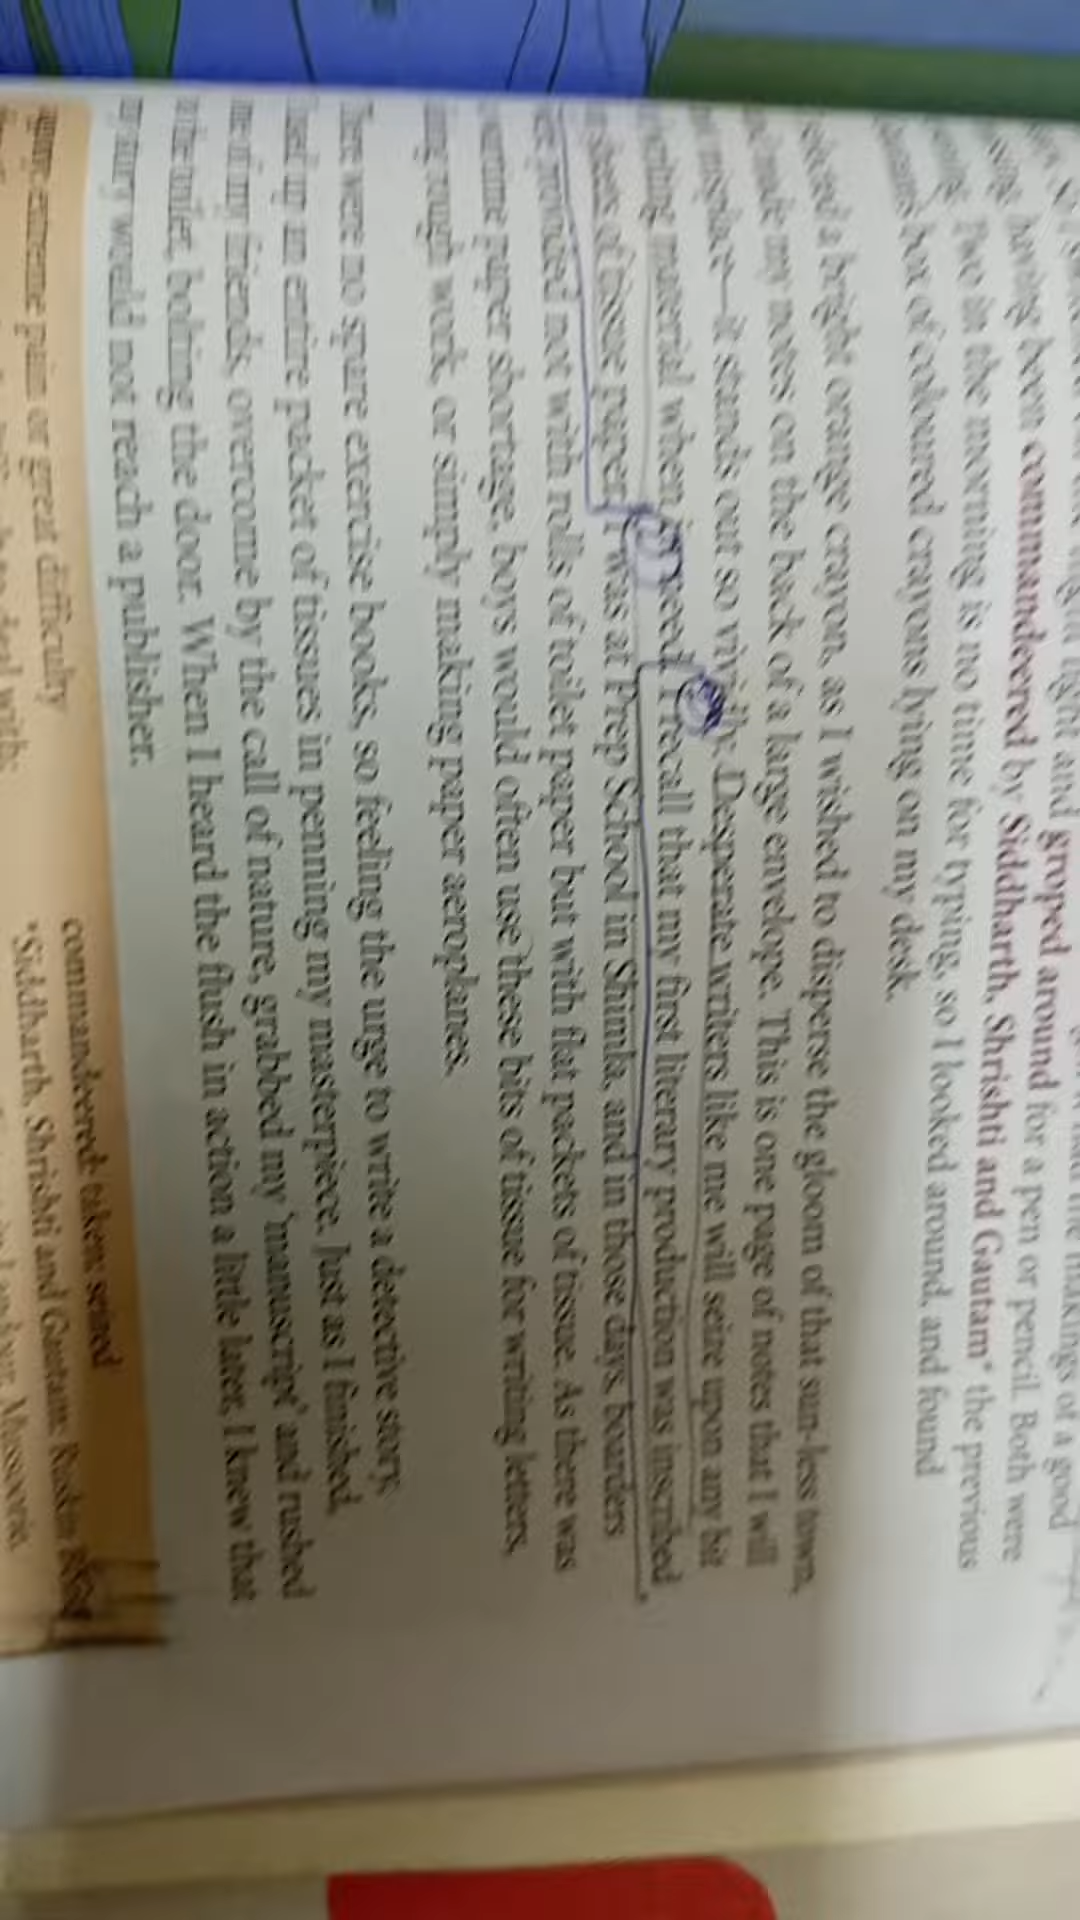 light and groped around for a pen or pencil. Both were
having been commandeered by Siddharth, Shrishti and Gautam* the previous
Two in the morning is no time for typing, so I looked around, and found
box of coloured crayons lying on my desk.
a bright orange crayon, as I wished to disperse the gloom of that sun-less town,
made my notes on the back of a large envelope. This is one page of notes that I will
misplace—it stands out so vividly. Desperate writers like me will seize upon any bit
material when in need. I recall that my first literary production was inscribed
sheets of tissue paper. I was at Prep School in Shimla, and in those days, boarders
provided not with rolls of toilet paper but with flat packets of tissue. As there was
paper shortage, boys would often use these bits of tissue for writing letters,
rough work, or simply making paper aeroplanes.
There were no spare exercise books, so feeling the urge to write a detective story,
I used up an entire packet of tissues in penning my masterpiece. Just as I finished,
one of my friends, overcome by the call of nature, grabbed my 'manuscript' and rushed
to the toilet, bolting the door. When I heard the flush in action a little later, I knew that
my story would not reach a publisher.
extreme pain or great difficulty
commandeered: taken; seized
*Siddharth, Shrishti and Gautam: Ruskin Bond